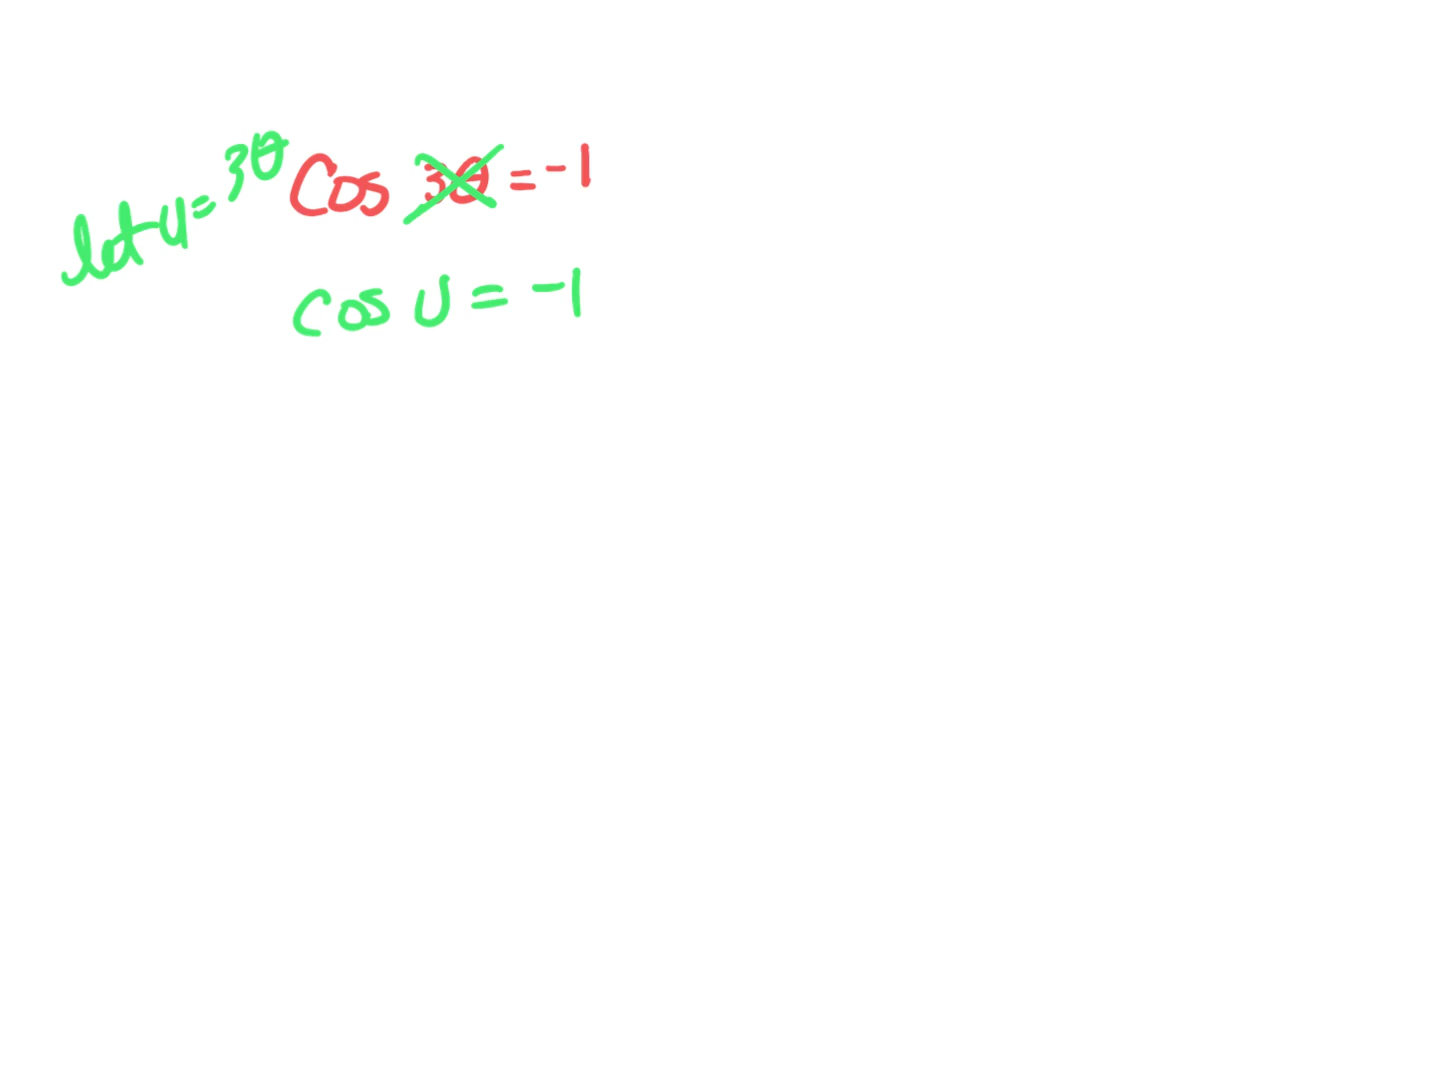 let u = 3θ
Cos 3θ = -1
cos u = -1